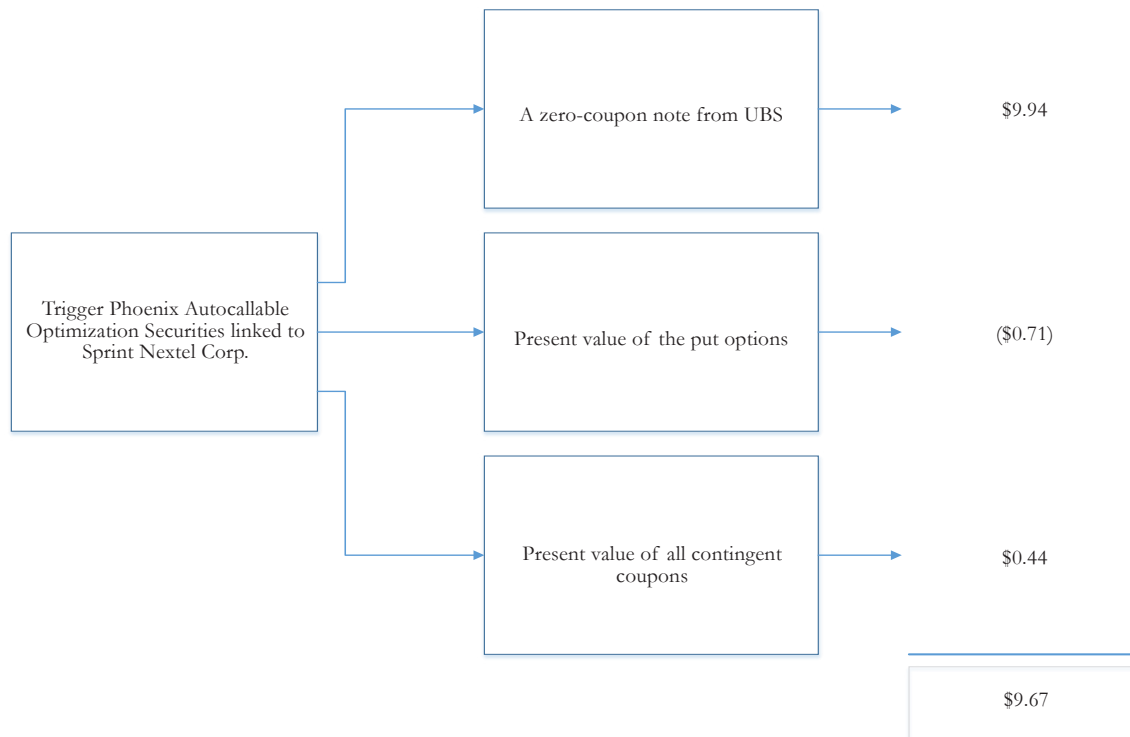 A zero-coupon note from UBS
$9.94
Trigger Phoenix Autocallable
Optimization Securities linked to
Sprint Nextel Corp.
Present value of the put options
($0.71)
Present value of all contingent
coupons
$0.44
$9.67